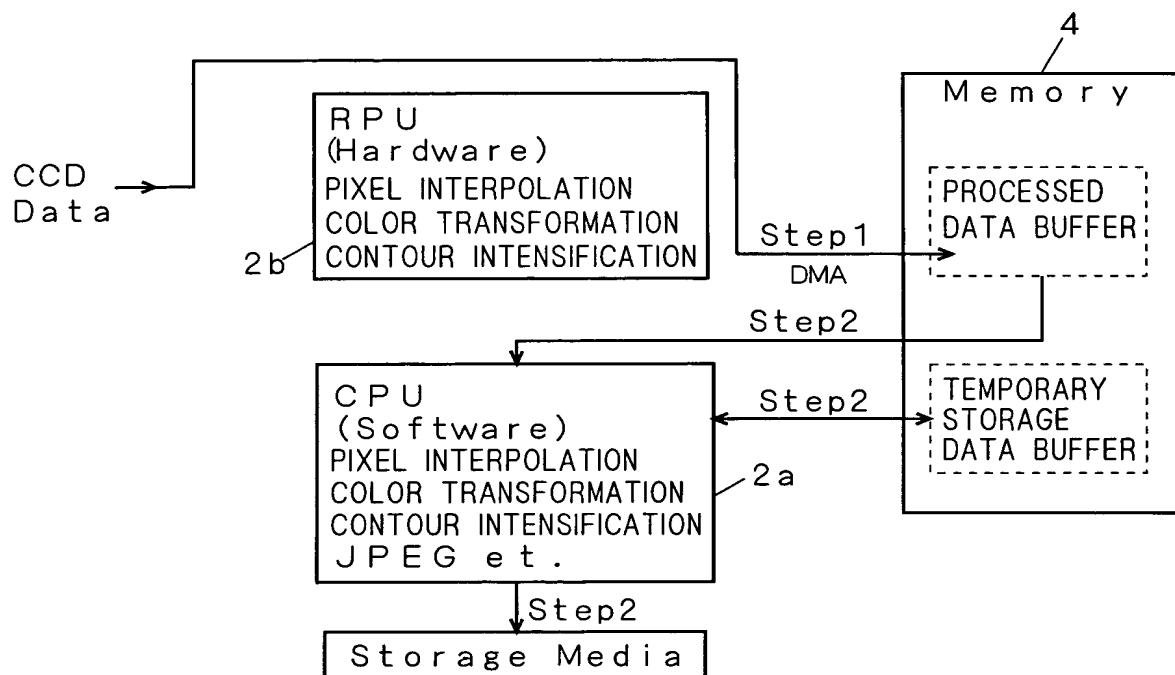 4
Memory
RPU
(Hardware)
PIXEL INTERPOLATION
COLOR TRANSFORMATION
CONTOUR INTENSIFICATION
2b
CCD
Data
Step1
DMA
PROCESSED
DATA BUFFER
Step2
CPU
(Software)
PIXEL INTERPOLATION
COLOR TRANSFORMATION
CONTOUR INTENSIFICATION
JPEG et.
2a
Step2
TEMPORARY
STORAGE
DATA BUFFER
Step2
Storage Media